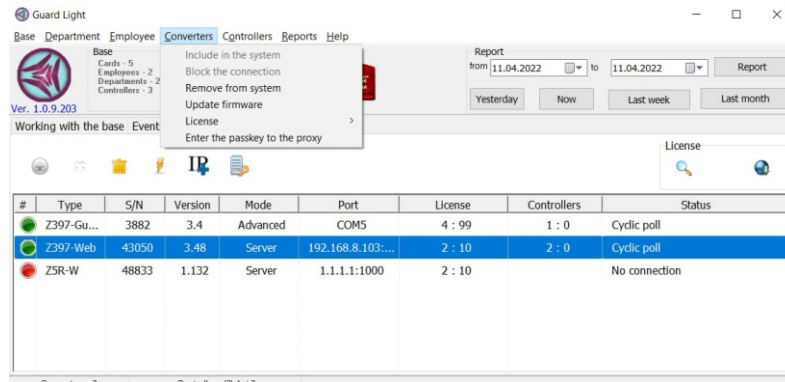 Guard Light
Base Department Employee Converters Controllers Reports Help
Base
Cards - 5
Employees - 2
Departments - 2
Controllers - 3
Ver. 1.0.9.203
Include in the system
Block the connection
Remove from system
Update firmware
License
Enter the passkey to the proxy
Report
from 11.04.2022 to 11.04.2022 Report
Yesterday Now Last week Last month
Working with the base Event
License
IP
# Type S/N Version Mode Port License Controllers Status
Z397-Gu... 3882 3.4 Advanced COM5 4 : 99 1 : 0 Cyclic poll
Z397-Web 43050 3.48 Server 192.168.8.103:... 2 : 10 2 : 0 Cyclic poll
Z5R-W 48833 1.132 Server 1.1.1.1:1000 2 : 10 No connection